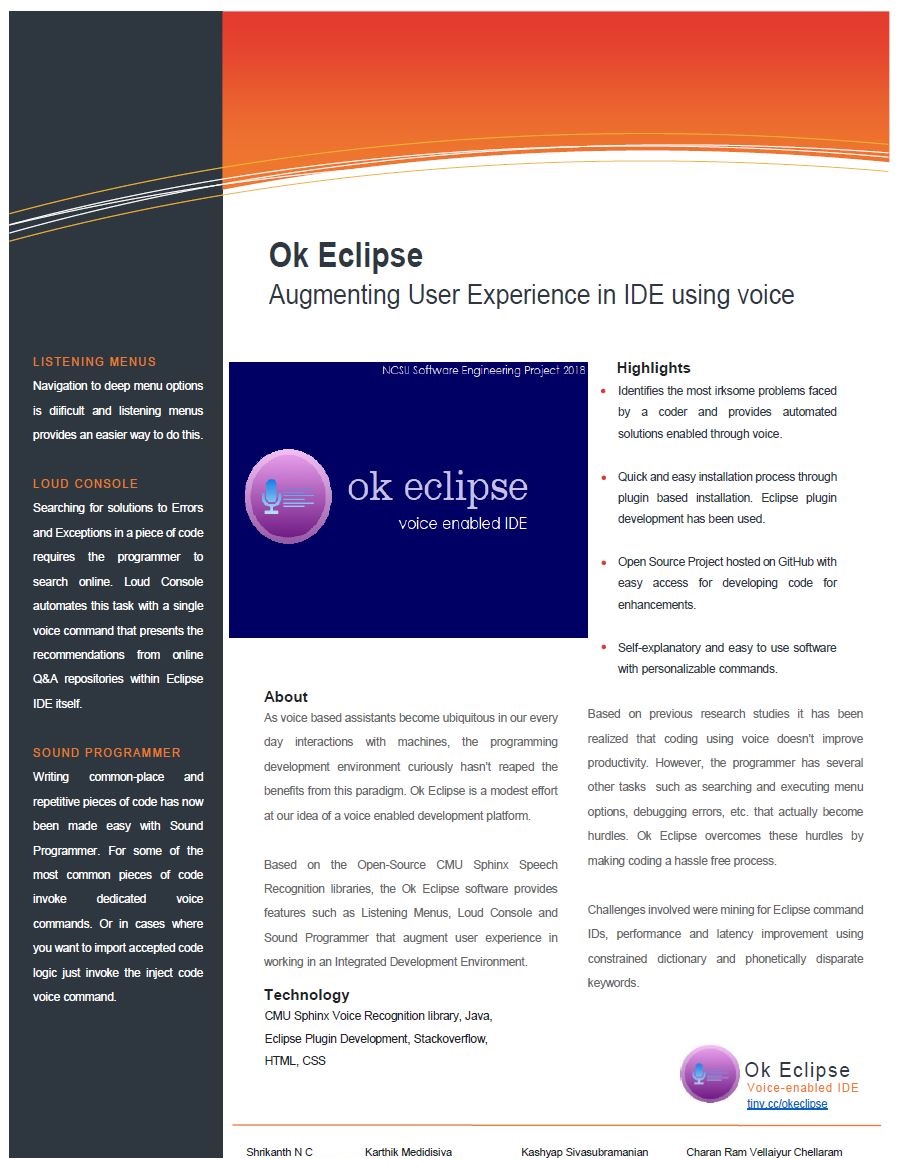 Ok Eclipse
Augmenting User Experience in IDE using voice
LISTENING MENUS
Navigation to deep menu options
is diificult and listening menus
provides an easier way to do this.
LOUD CONSOLE
Searching for solutions to Errors
and Exceptions in a piece of code
requires the programmer to
search online. Loud Console
automates this task with a single
voice command that presents the
recommendations from online
Q&A repositories within Eclipse
IDE itself.
SOUND PROGRAMMER
Writing common-place and
repetitive pieces of code has now
been made easy with Sound
Programmer. For some of the
most common pieces of code
invoke dedicated voice
commands. Or in cases where
you want to import accepted code
logic just invoke the inject code
voice command.
NCSU Software Engineering Project 2018
ok eclipse
voice enabled IDE
Highlights
• Identifies the most irksome problems faced
by a coder and provides automated
solutions enabled through voice.
• Quick and easy installation process through
plugin based installation. Eclipse plugin
development has been used.
• Open Source Project hosted on GitHub with
easy access for developing code for
enhancements.
• Self-explanatory and easy to use software
with personalizable commands.
About
As voice based assistants become ubiquitous in our every
day interactions with machines, the programming
development environment curiously hasn't reaped the
benefits from this paradigm. Ok Eclipse is a modest effort
at our idea of a voice enabled development platform.
Based on the Open-Source CMU Sphinx Speech
Recognition libraries, the Ok Eclipse software provides
features such as Listening Menus, Loud Console and
Sound Programmer that augment user experience in
working in an Integrated Development Environment.
Technology
CMU Sphinx Voice Recognition library, Java,
Eclipse Plugin Development, Stackoverflow,
HTML, CSS
Based on previous research studies it has been
realized that coding using voice doesn't improve
productivity. However, the programmer has several
other tasks such as searching and executing menu
options, debugging errors, etc. that actually become
hurdles. Ok Eclipse overcomes these hurdles by
making coding a hassle free process.
Challenges involved were mining for Eclipse command
IDs, performance and latency improvement using
constrained dictionary and phonetically disparate
keywords.
Ok Eclipse
Voice-enabled IDE
tiny.cc/okeclipse
Shrikanth N C Karthik Medidisiva Kashyap Sivasubramanian Charan Ram Vellaiyur Chellaram